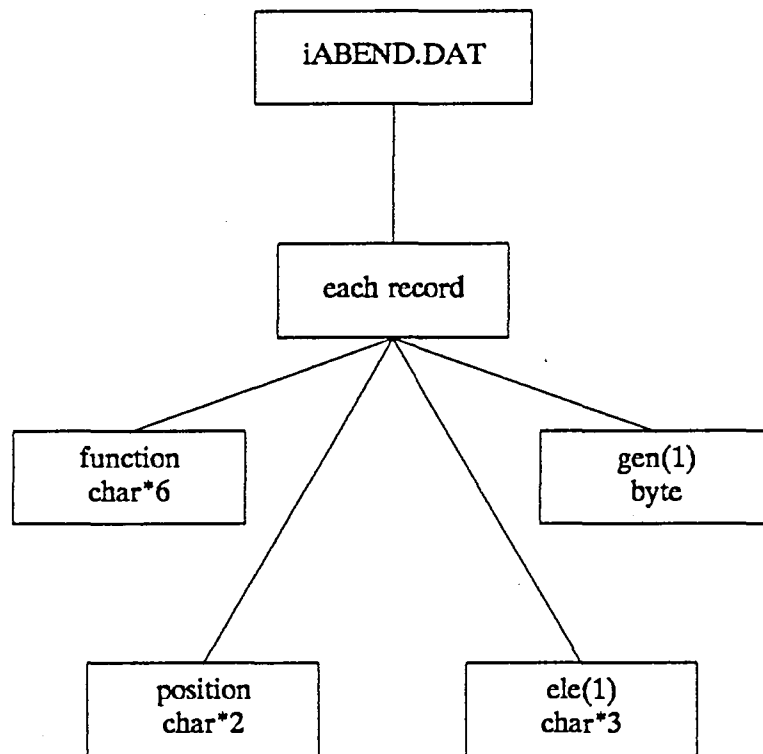 iABEND.DAT
each record
function
char*6
gen(1)
byte
position
char*2
ele(1)
char*3